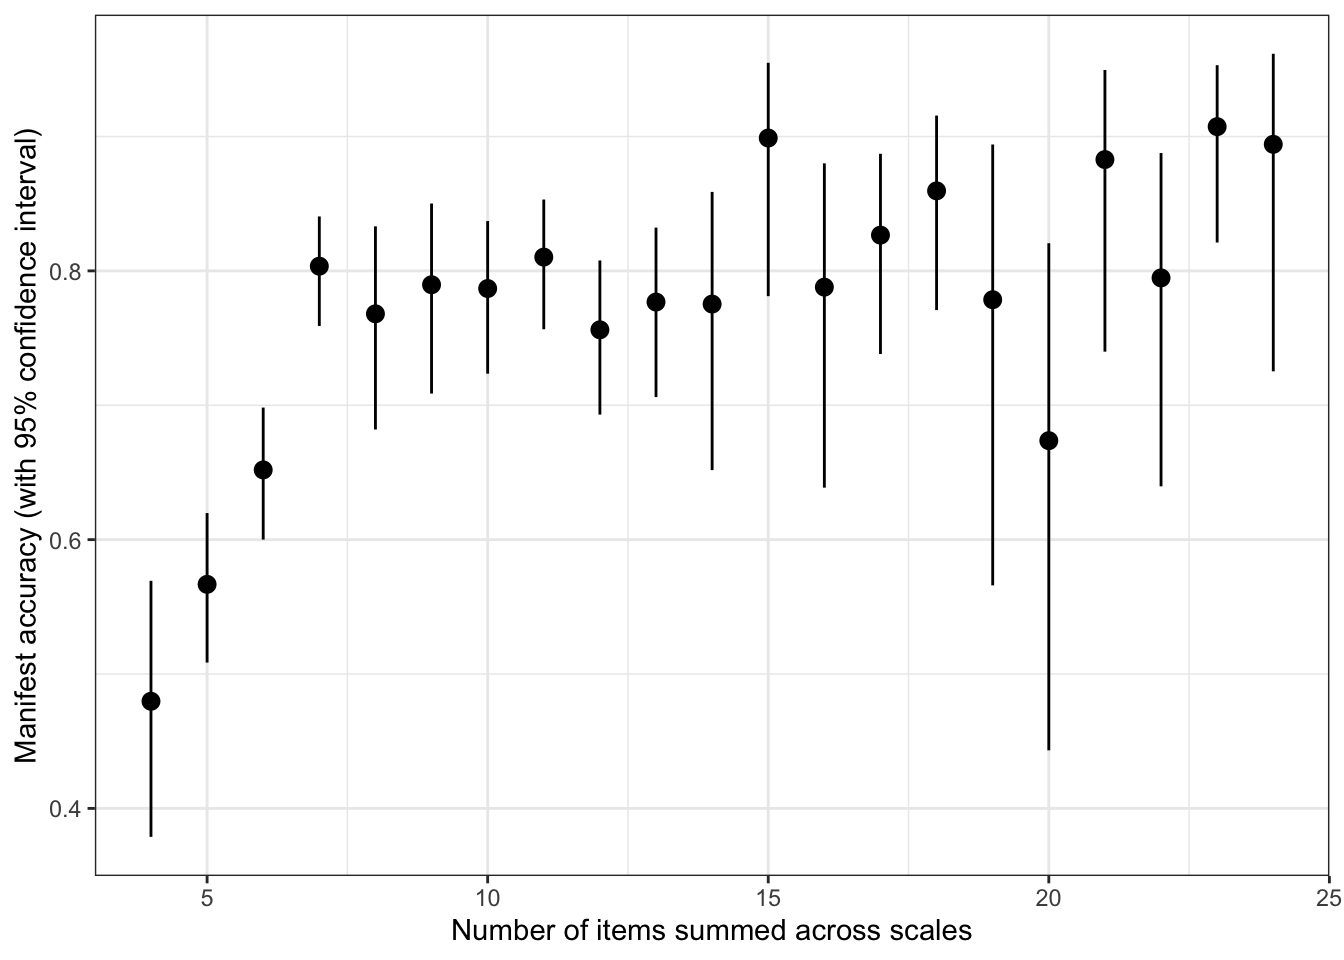 Manifest accuracy (with 95% confidence interval)
0.8
0.6
0.4
5 10 15 20 25
Number of items summed across scales